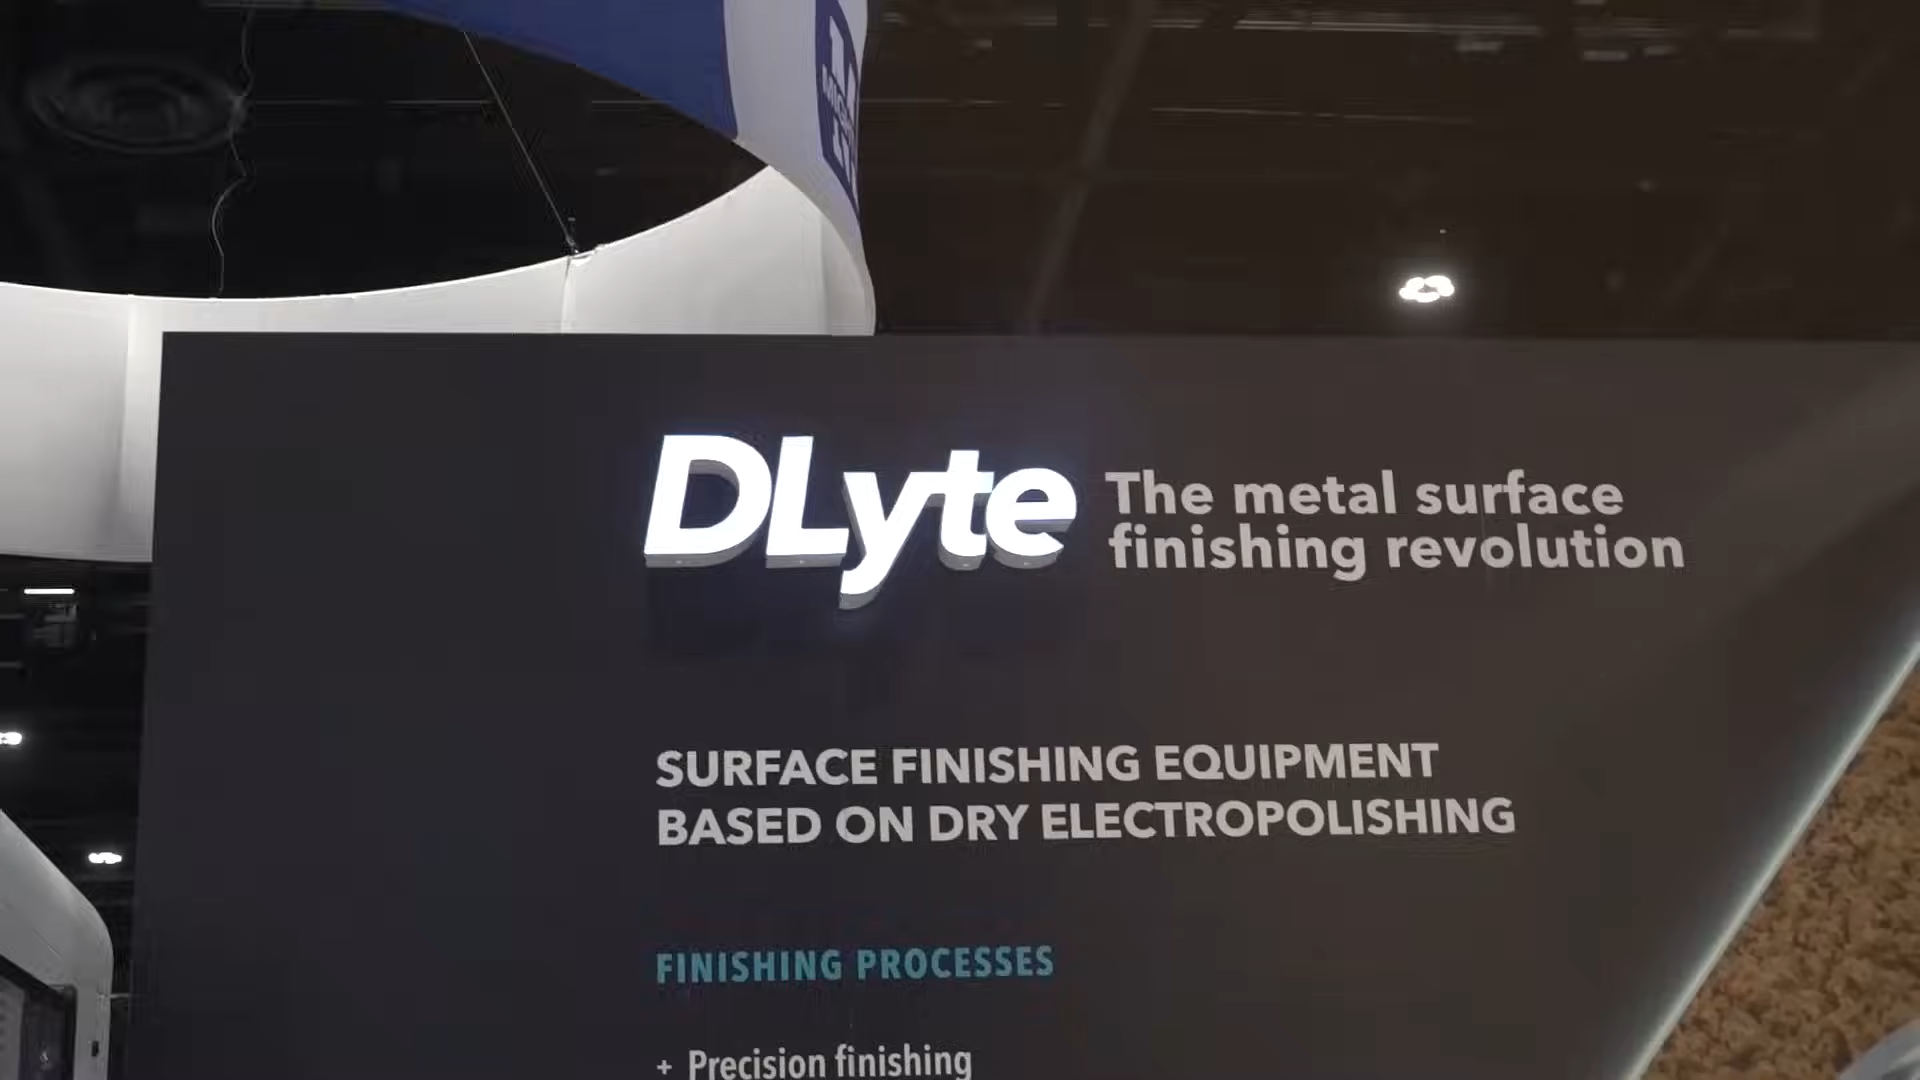 DLyte
The metal surface
finishing revolution
SURFACE FINISHING EQUIPMENT
BASED ON DRY ELECTROPOLISHING
FINISHING PROCESSES
+ Precision finishing